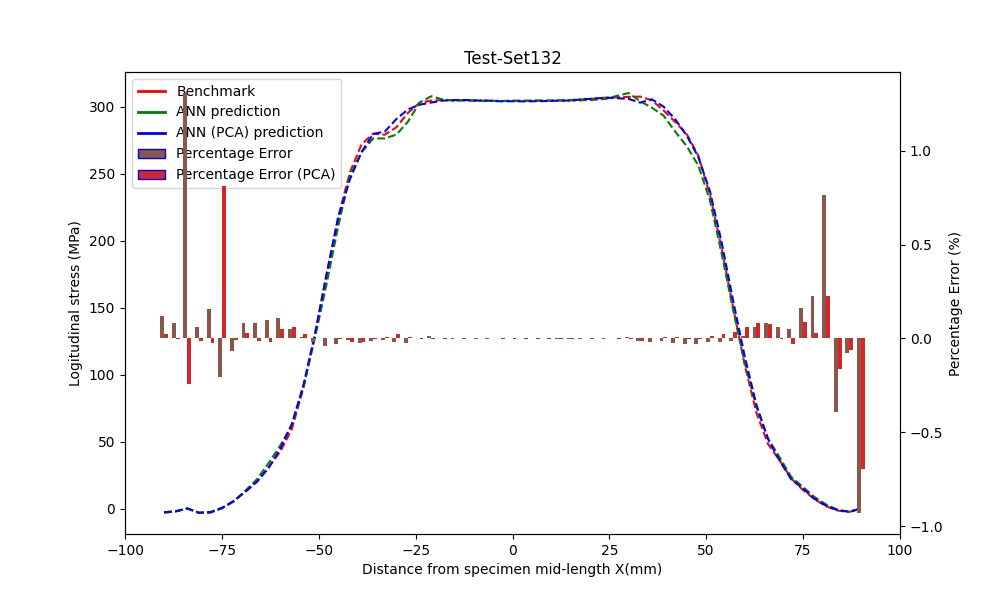 Test-Set132
Benchmark
ANN prediction
ANN (PCA) prediction
Percentage Error
Percentage Error (PCA)
Logitudinal stress (MPa)
300
250
200
150
100
50
0
1.0
0.5
0.0
−0.5
−1.0
Percentage Error (%)
−100
−75
−50
−25
0
25
50
75
100
Distance from specimen mid-length X(mm)